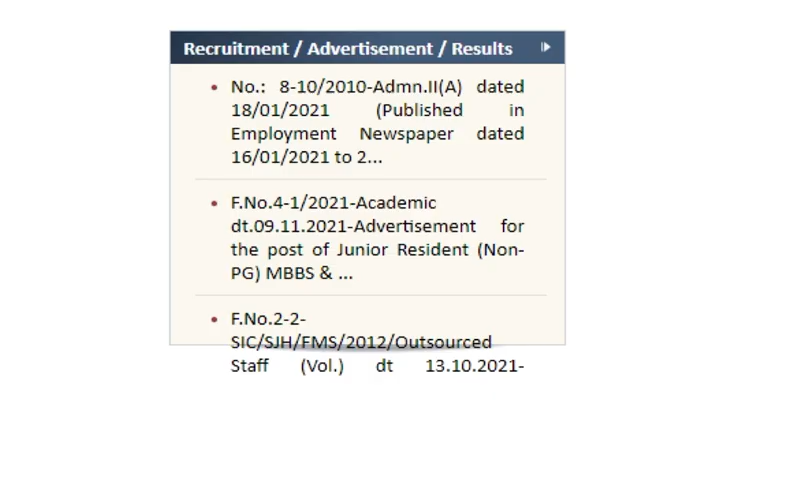 Recruitment / Advertisement / Results
No.: 8-10/2010-Admn.II(A) dated
18/01/2021 (Published in
Employment Newspaper dated
16/01/2021 to 2...
F.No.4-1/2021-Academic
dt.09.11.2021-Advertisement for
the post of Junior Resident (Non-
PG) MBBS & ...
F.No.2-2-
SIC/SJH/FMS/2012/Outsourced
Staff (Vol.) dt 13.10.2021-